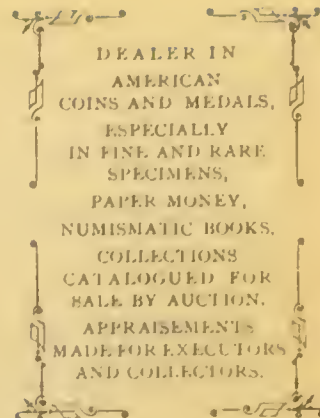 DEALER IN
AMERICAN
COINS AND MEDALS,
ESPECIALLY
IN FINE AND RARE
SPECIMENS,
PAPER MONEY,
NUMISMATIC BOOKS,
COLLECTIONS
CATALOGUED FOR
SALE BY AUCTION.
APPRAISEMENTS
MADE FOR EXECUTORS
AND COLLECTORS.